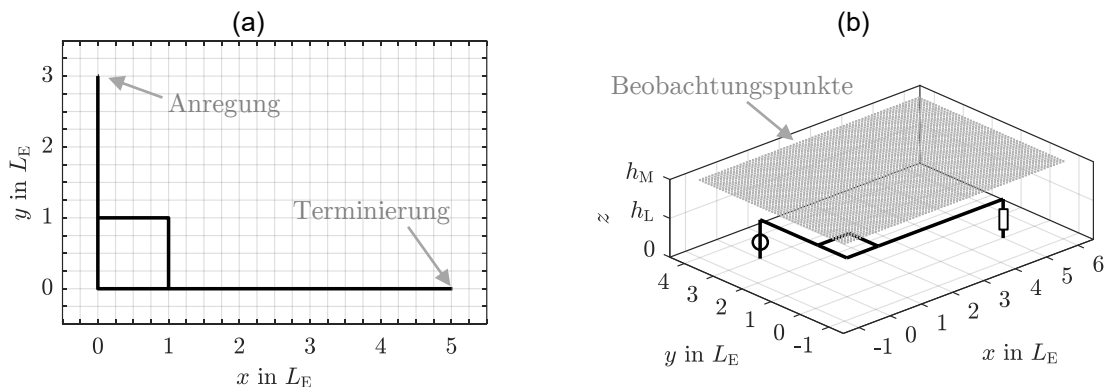 (a)
3
2
1
0
y in L_E
Anregung
Terminierung
0 1 2 3 4 5
x in L_E
(b)
Beobachtungspunkte
h_M
h_L
0
z
4 3 2 1 0 -1
y in L_E
-1 0 1 2 3 4 5 6
x in L_E